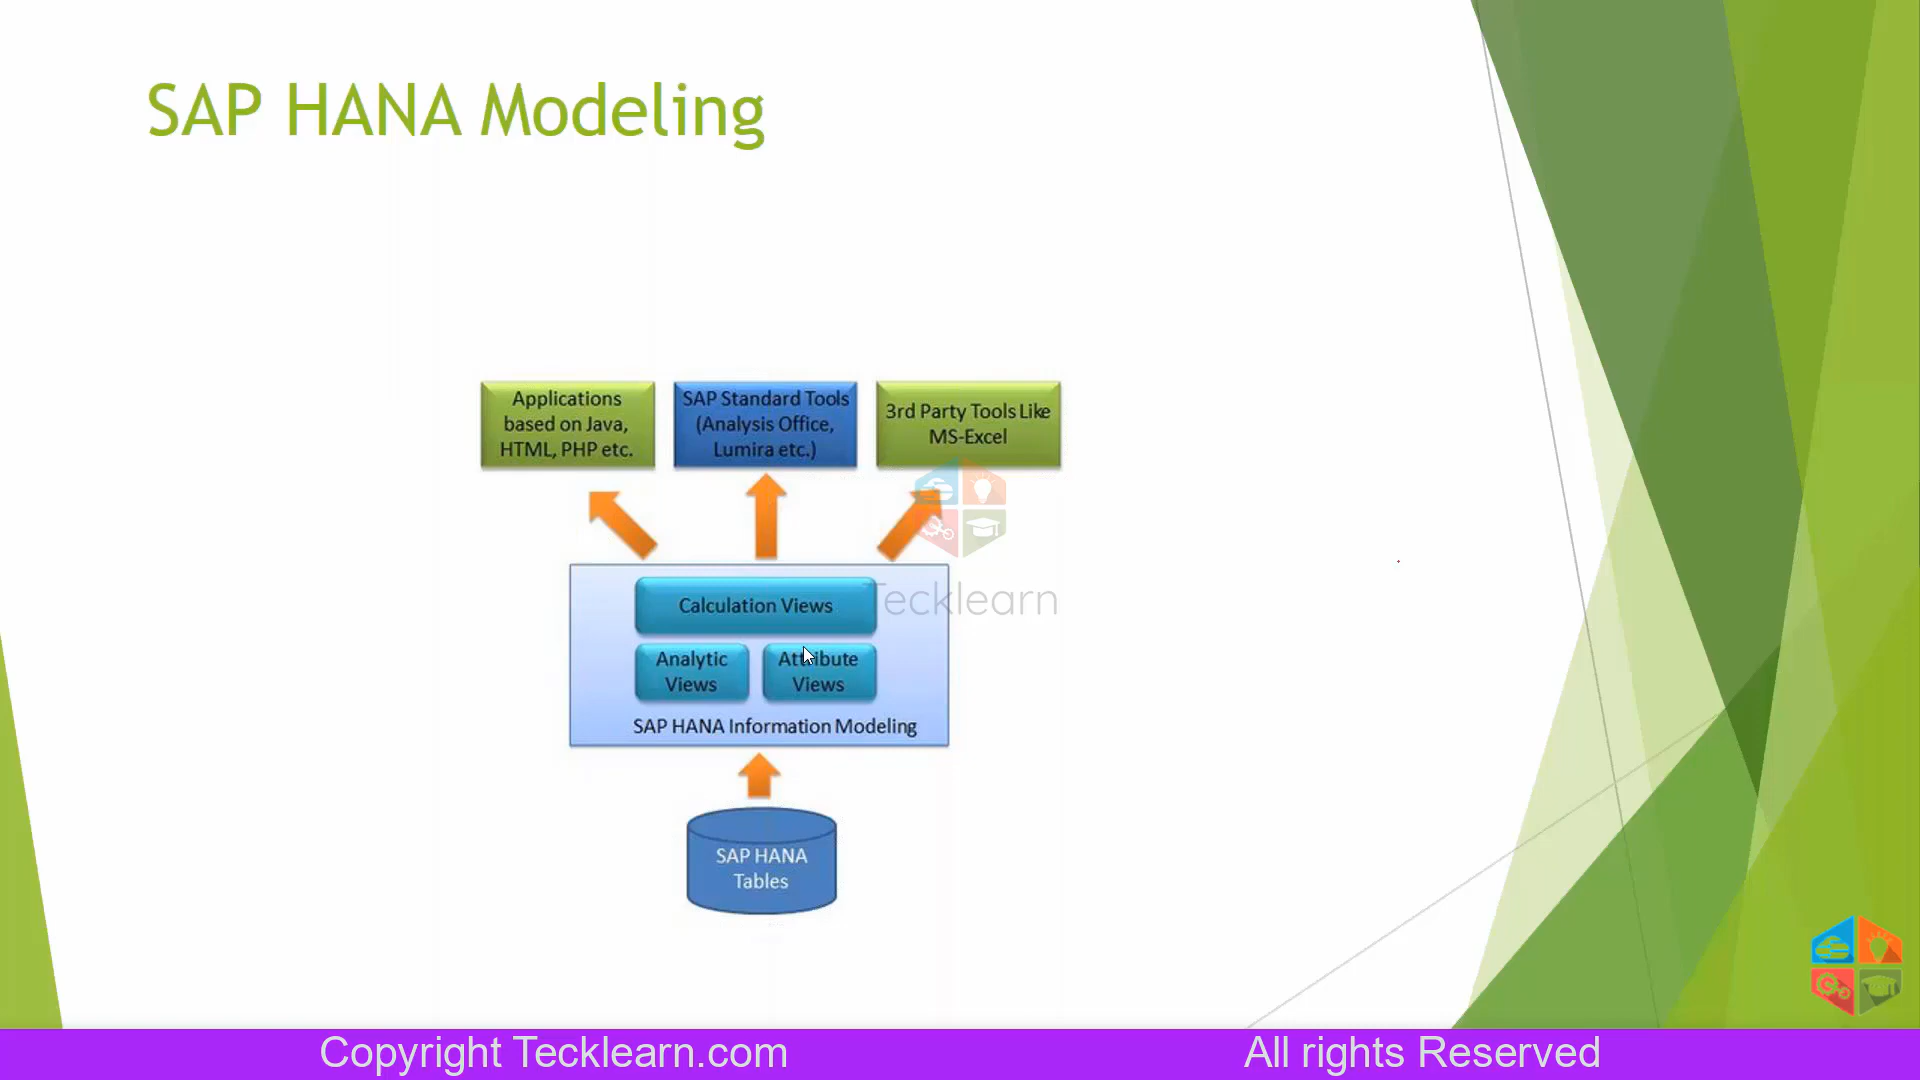 SAP HANA Modeling
Applications
based on Java,
HTML, PHP etc.
SAP Standard Tools
(Analysis Office,
Lumira etc.)
3rd Party Tools Like
MS-Excel
Tecklearn
Calculation Views
Analytic
Views
Attribute
Views
SAP HANA Information Modeling
SAP HANA
Tables
Copyright Tecklearn.com
All rights Reserved